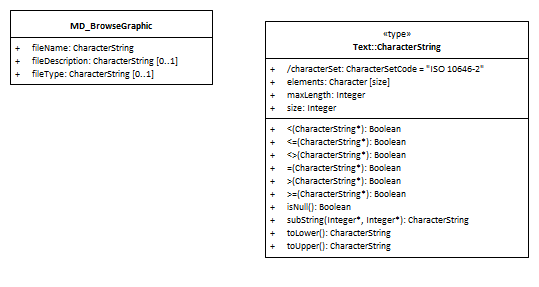 MD_BrowseGraphic
+ fileName: CharacterString
+ fileDescription: CharacterString [0..1]
+ fileType: CharacterString [0..1]
«type»
Text::CharacterString
+ /characterSet: CharacterSetCode = "ISO 10646-2"
+ elements: Character [size]
+ maxLength: Integer
+ size: Integer
+ <(CharacterString*): Boolean
+ <=(CharacterString*): Boolean
+ <>(CharacterString*): Boolean
+ =(CharacterString*): Boolean
+ >(CharacterString*): Boolean
+ >=(CharacterString*): Boolean
+ isNull(): Boolean
+ subString(Integer*, Integer*): CharacterString
+ toLower(): CharacterString
+ toUpper(): CharacterString